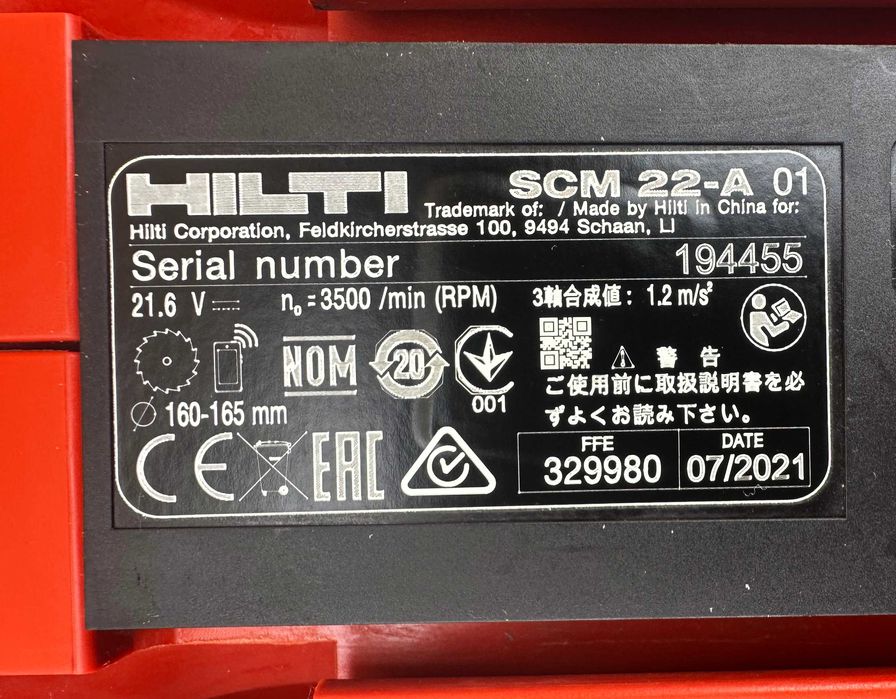 HILTI
SCM 22-A 01
Trademark of: / Made by Hilti in China for:
Hilti Corporation, Feldkircherstrasse 100, 9494 Schaan, LI
Serial number 194455
21.6 V n₀ = 3500 /min (RPM) 3軸合成値: 1.2 m/s²
NOM 20
001
⚠ 警告
ご使用前に取扱説明書を必
ずよくお読み下さい。
∅ 160-165 mm
CE EAC
FFE
329980
DATE
07/2021